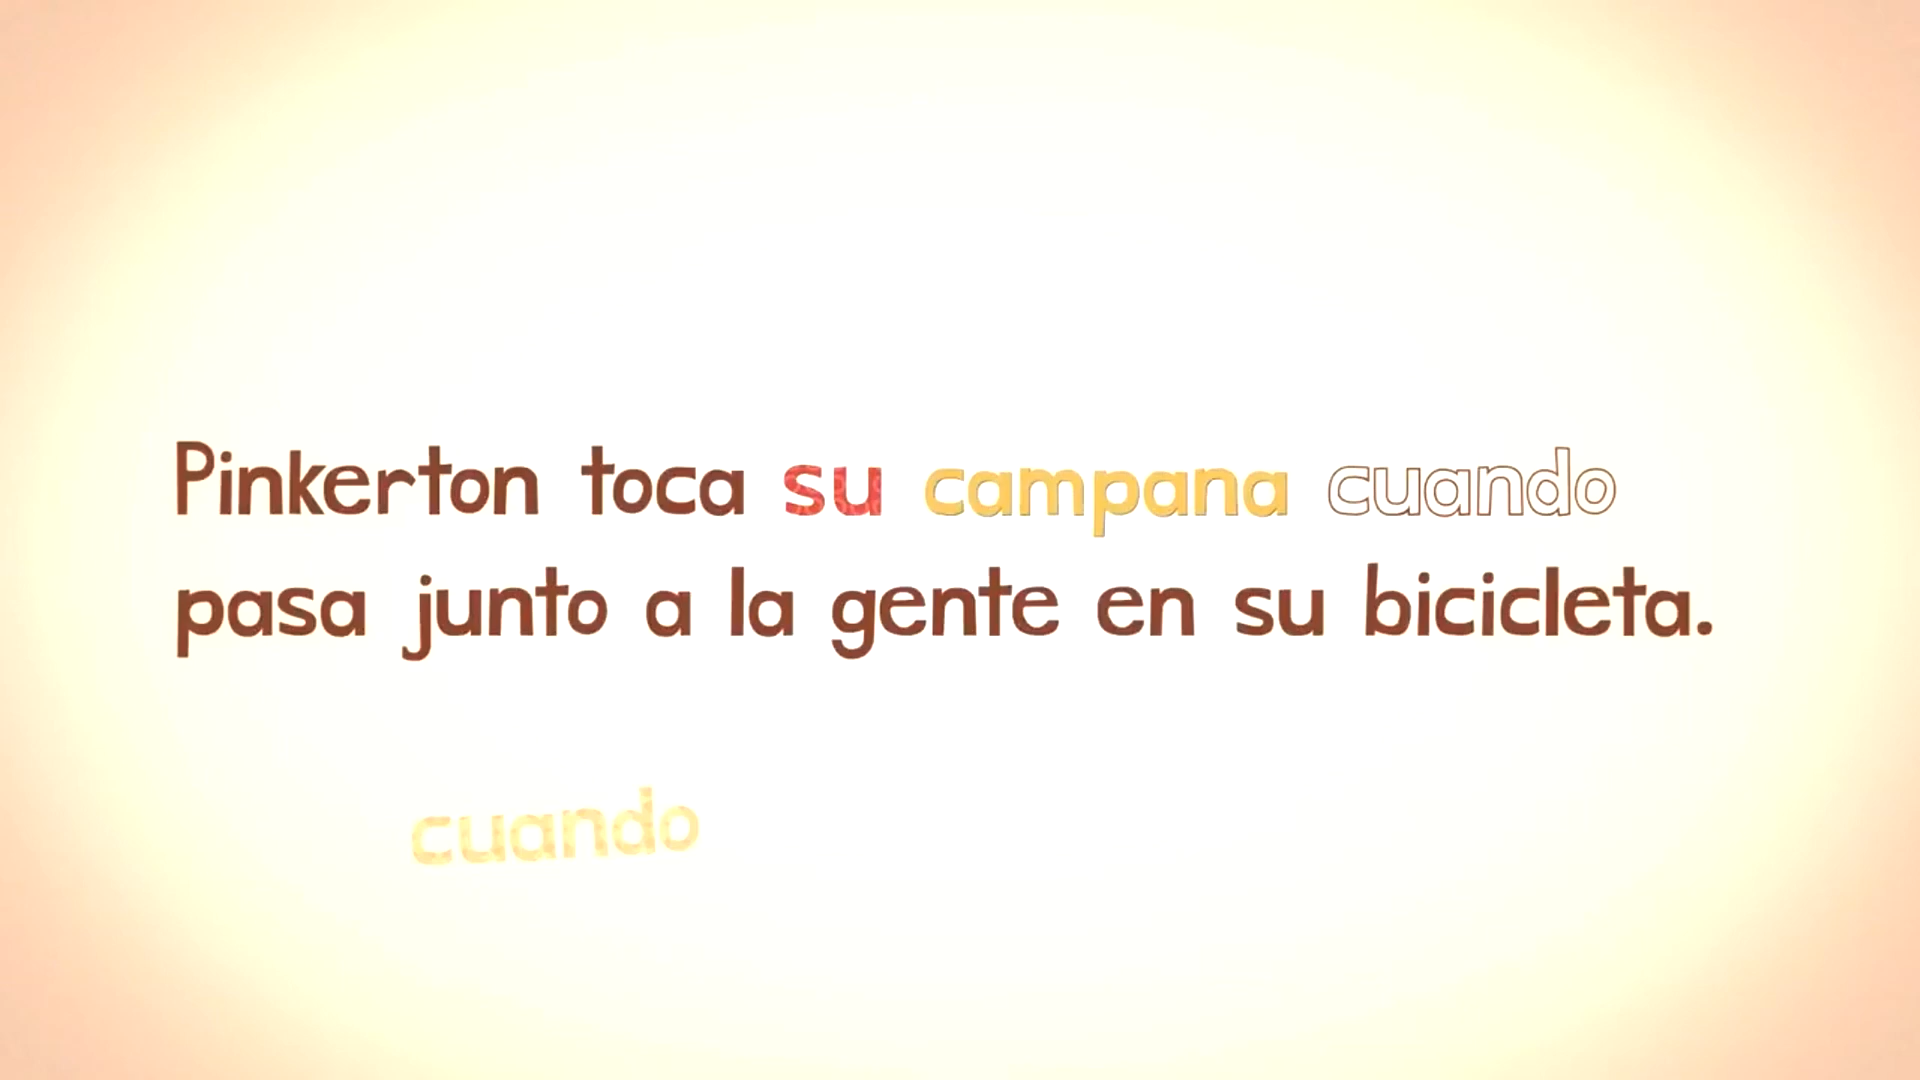 Pinkerton toca su campana cuando
pasa junto a la gente en su bicicleta.
cuando